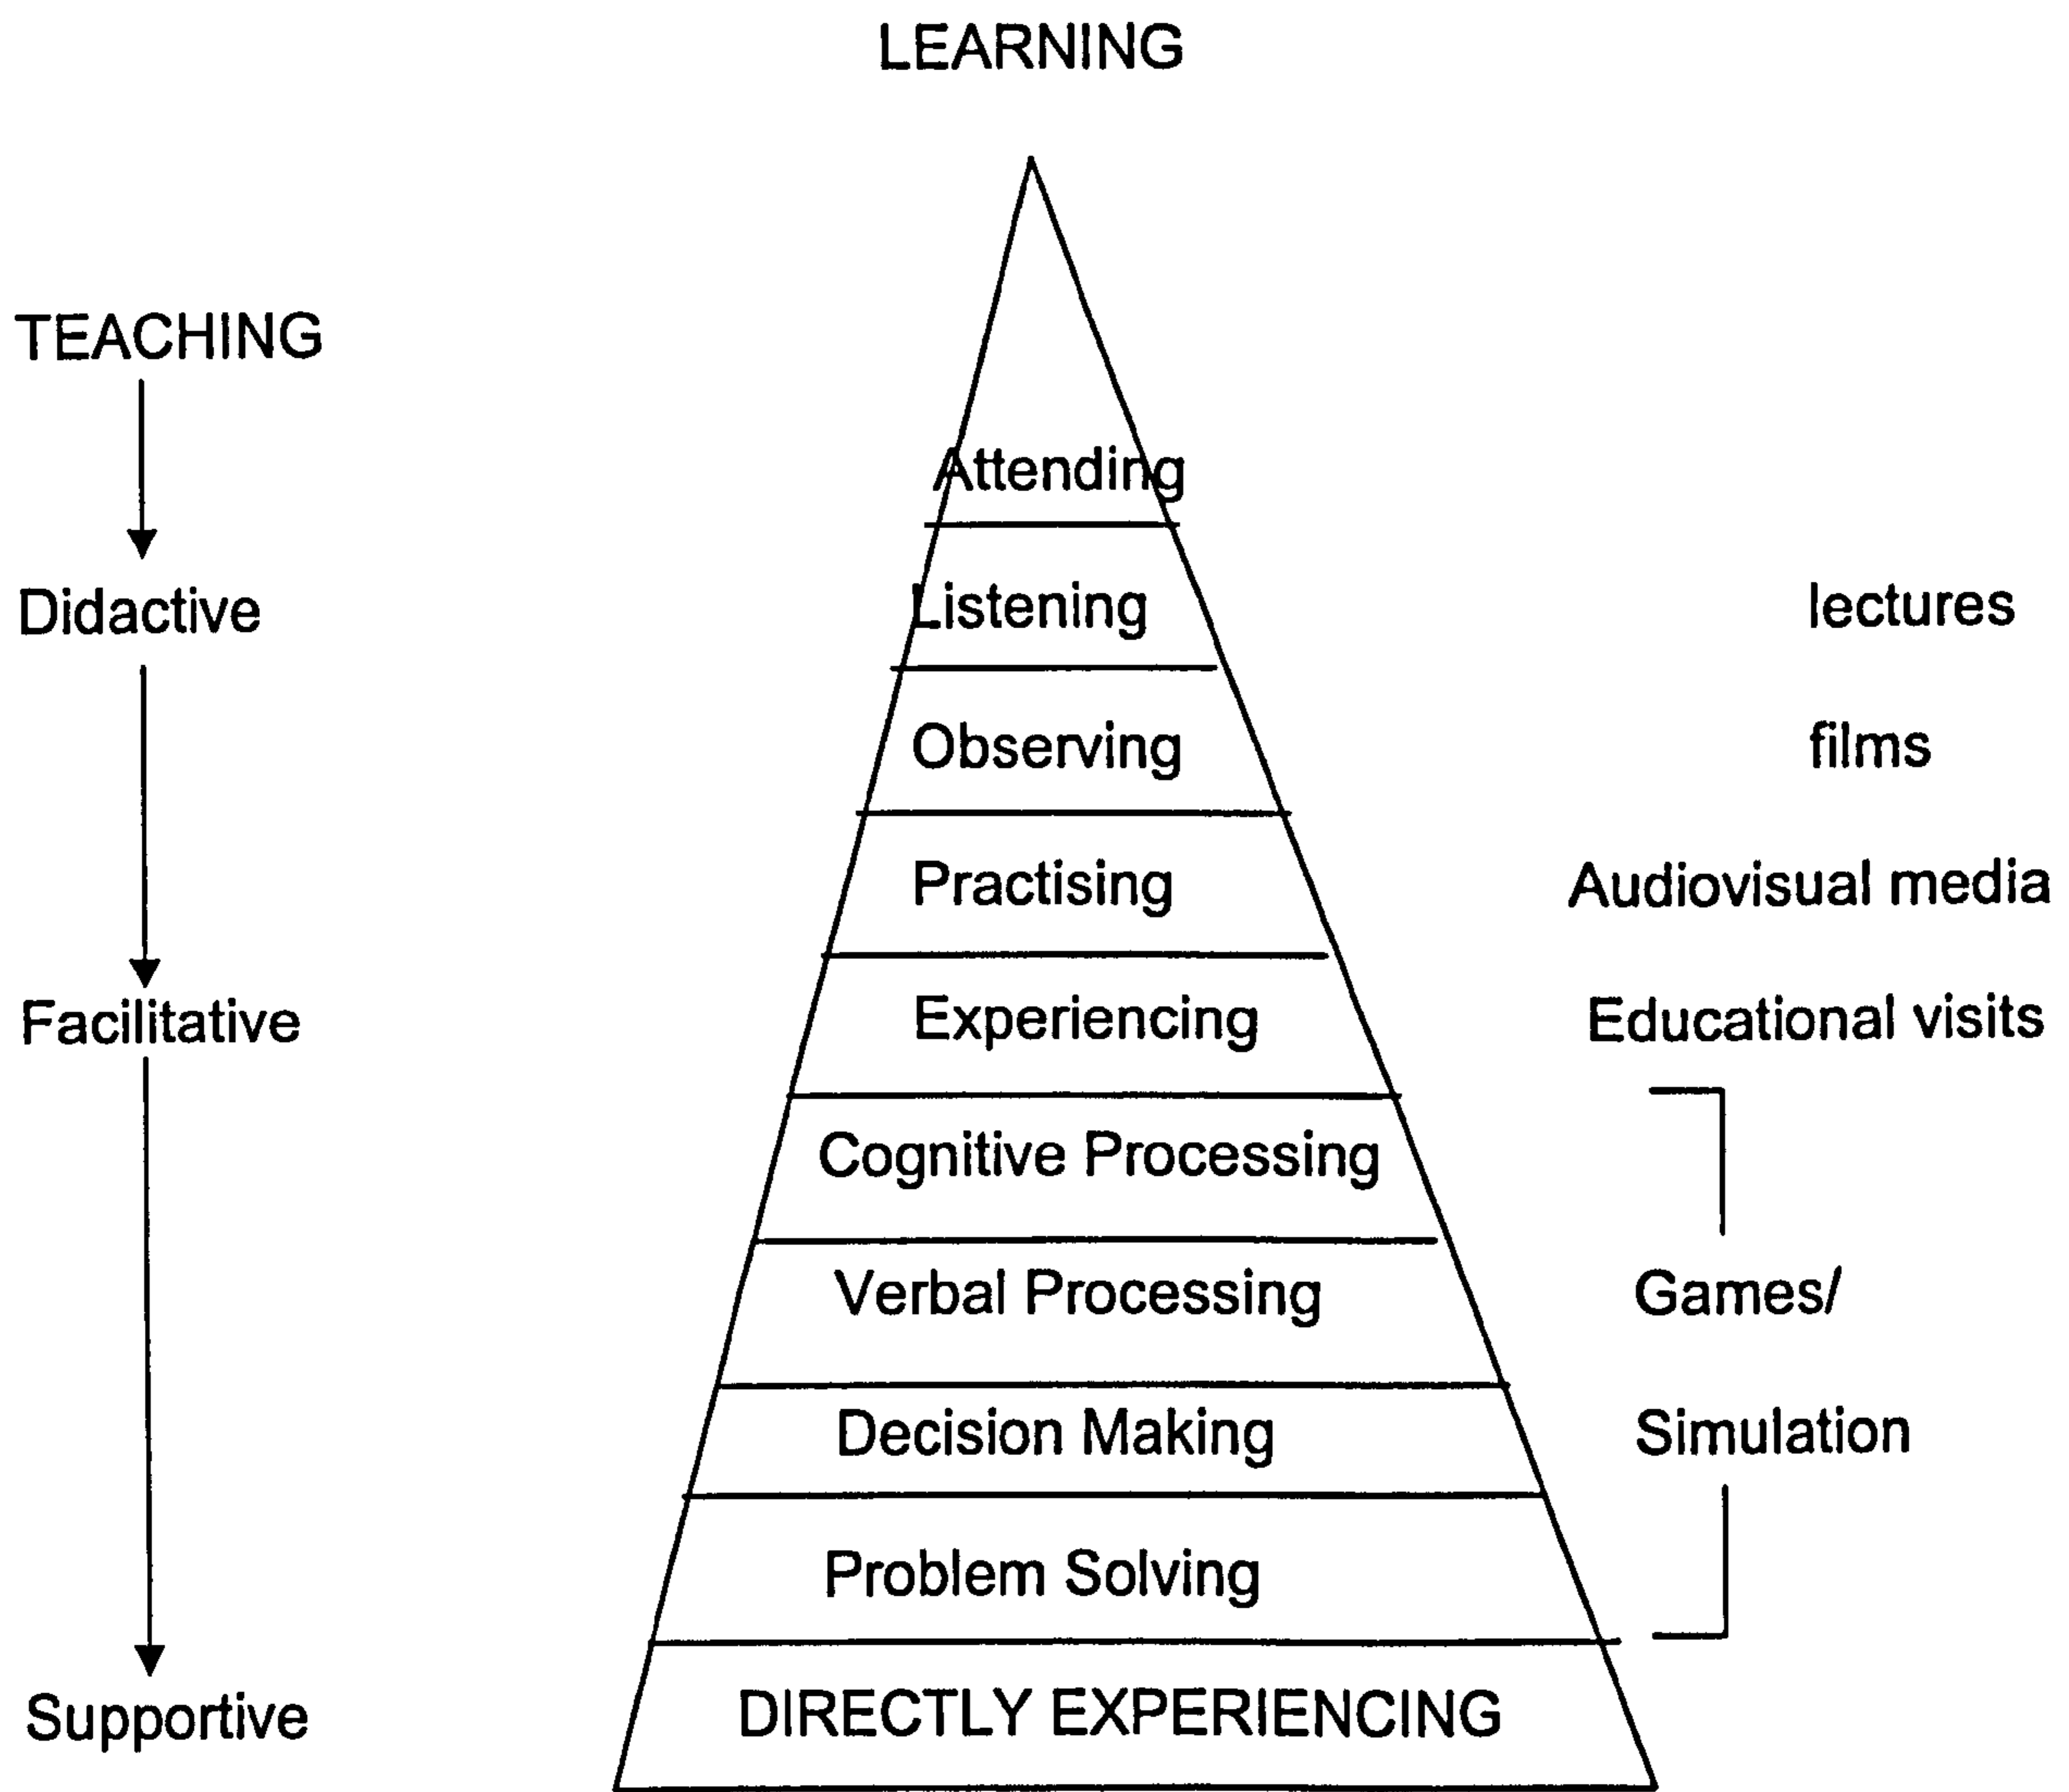 LEARNING
TEACHING
Attending
Didactive
Listening
lectures
Observing
films
Practising
Audiovisual media
Facilitative
Experiencing
Educational visits
Cognitive Processing
Verbal Processing
Games/
Decision Making
Simulation
Problem Solving
Supportive
DIRECTLY EXPERIENCING